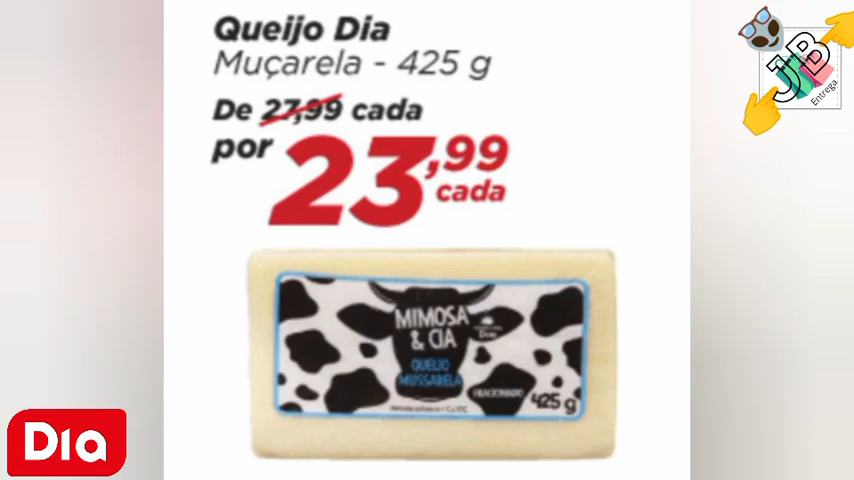 Queijo Dia
Muçarela - 425 g
De 27,99 cada
por 23,99
cada
JB
Entrega
MIMOSA
& CIA
QUEIJO
MUSSARELA
FRACIONADO
425 g
Dia